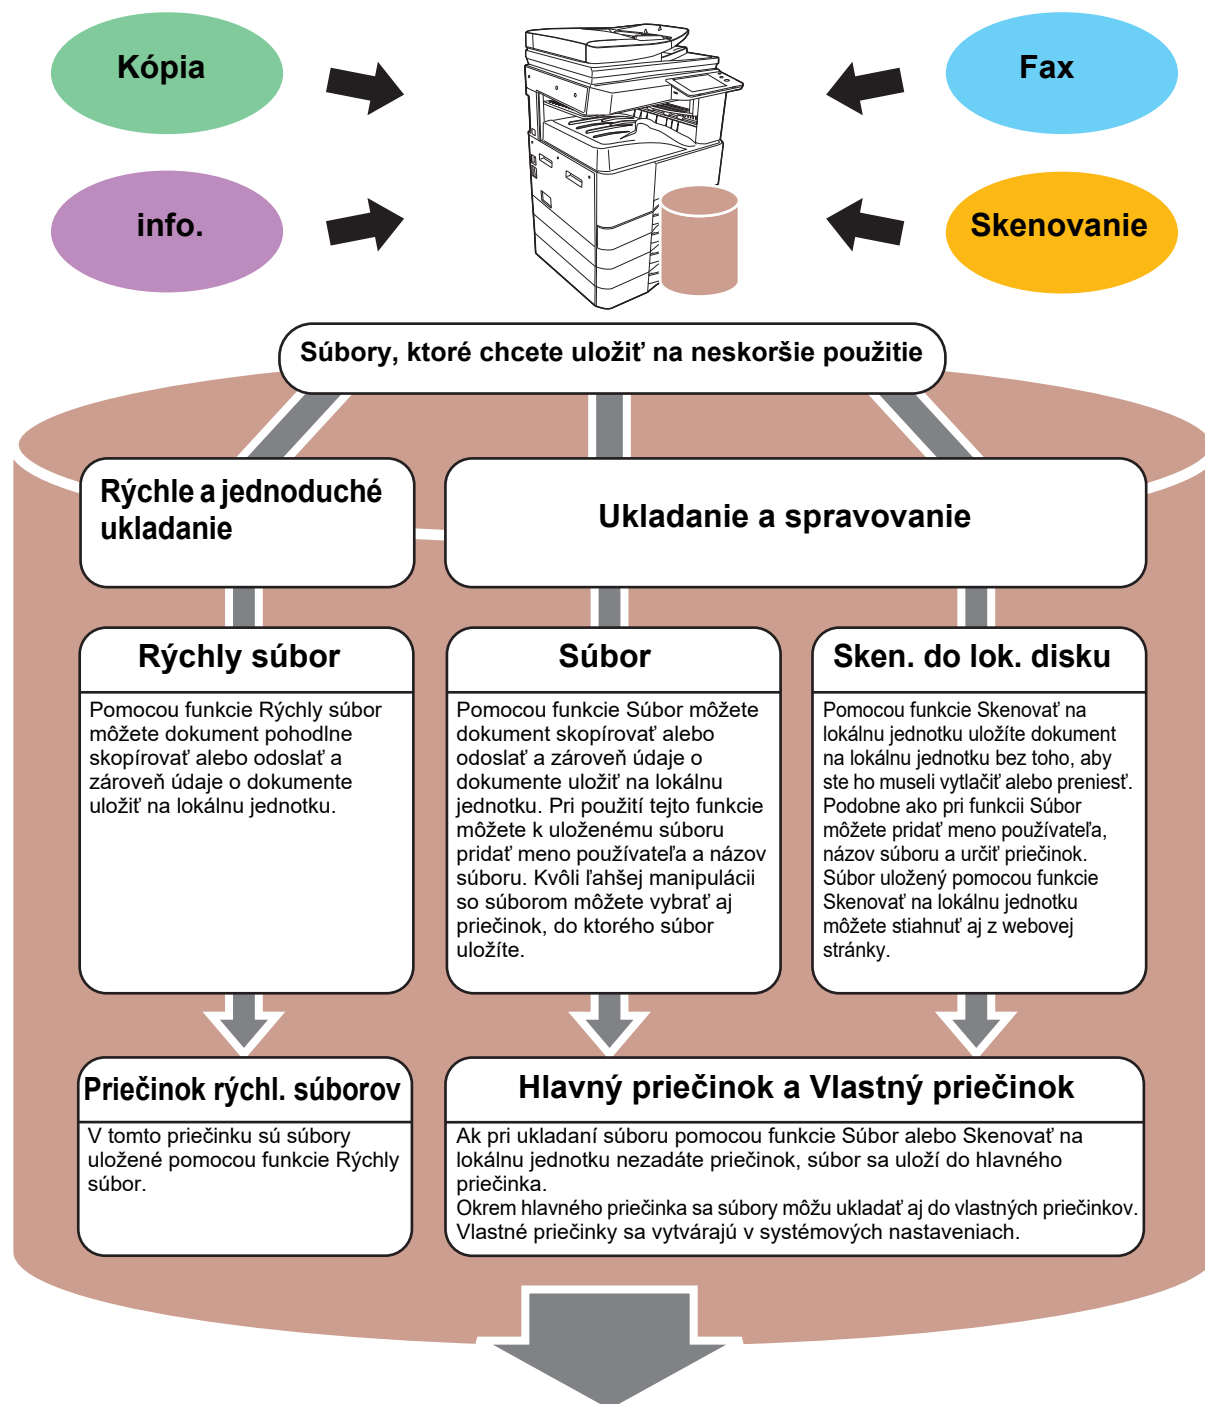 Kópia
Fax
info.
Skenovanie
Súbory, ktoré chcete uložiť na neskoršie použitie
Rýchle a jednoduché
ukladanie
Ukladanie a spravovanie
Rýchly súbor
Pomocou funkcie Rýchly súbor
môžete dokument pohodlne
skopírovať alebo odoslať a
zároveň údaje o dokumente
uložiť na lokálnu jednotku.
Súbor
Pomocou funkcie Súbor môžete
dokument skopírovať alebo
odoslať a zároveň údaje o
dokumente uložiť na lokálnu
jednotku. Pri použití tejto funkcie
môžete k uloženému súboru
pridať meno používateľa a názov
súboru. Kvôli ľahšej manipulácii
so súborom môžete vybrať aj
priečinok, do ktorého súbor
uložíte.
Sken. do lok. disku
Pomocou funkcie Skenovať na
lokálnu jednotku uložíte dokument
na lokálnu jednotku bez toho, aby
ste ho museli vytlačiť alebo preniesť.
Podobne ako pri funkcii Súbor
môžete pridať meno používateľa,
názov súboru a určiť priečinok.
Súbor uložený pomocou funkcie
Skenovať na lokálnu jednotku
môžete stiahnuť aj z webovej
stránky.
Priečinok rýchl. súborov
V tomto priečinku sú súbory
uložené pomocou funkcie Rýchly
súbor.
Hlavný priečinok a Vlastný priečinok
Ak pri ukladaní súboru pomocou funkcie Súbor alebo Skenovať na
lokálnu jednotku nezadáte priečinok, súbor sa uloží do hlavného
priečinka.
Okrem hlavného priečinka sa súbory môžu ukladať aj do vlastných priečinkov.
Vlastné priečinky sa vytvárajú v systémových nastaveniach.